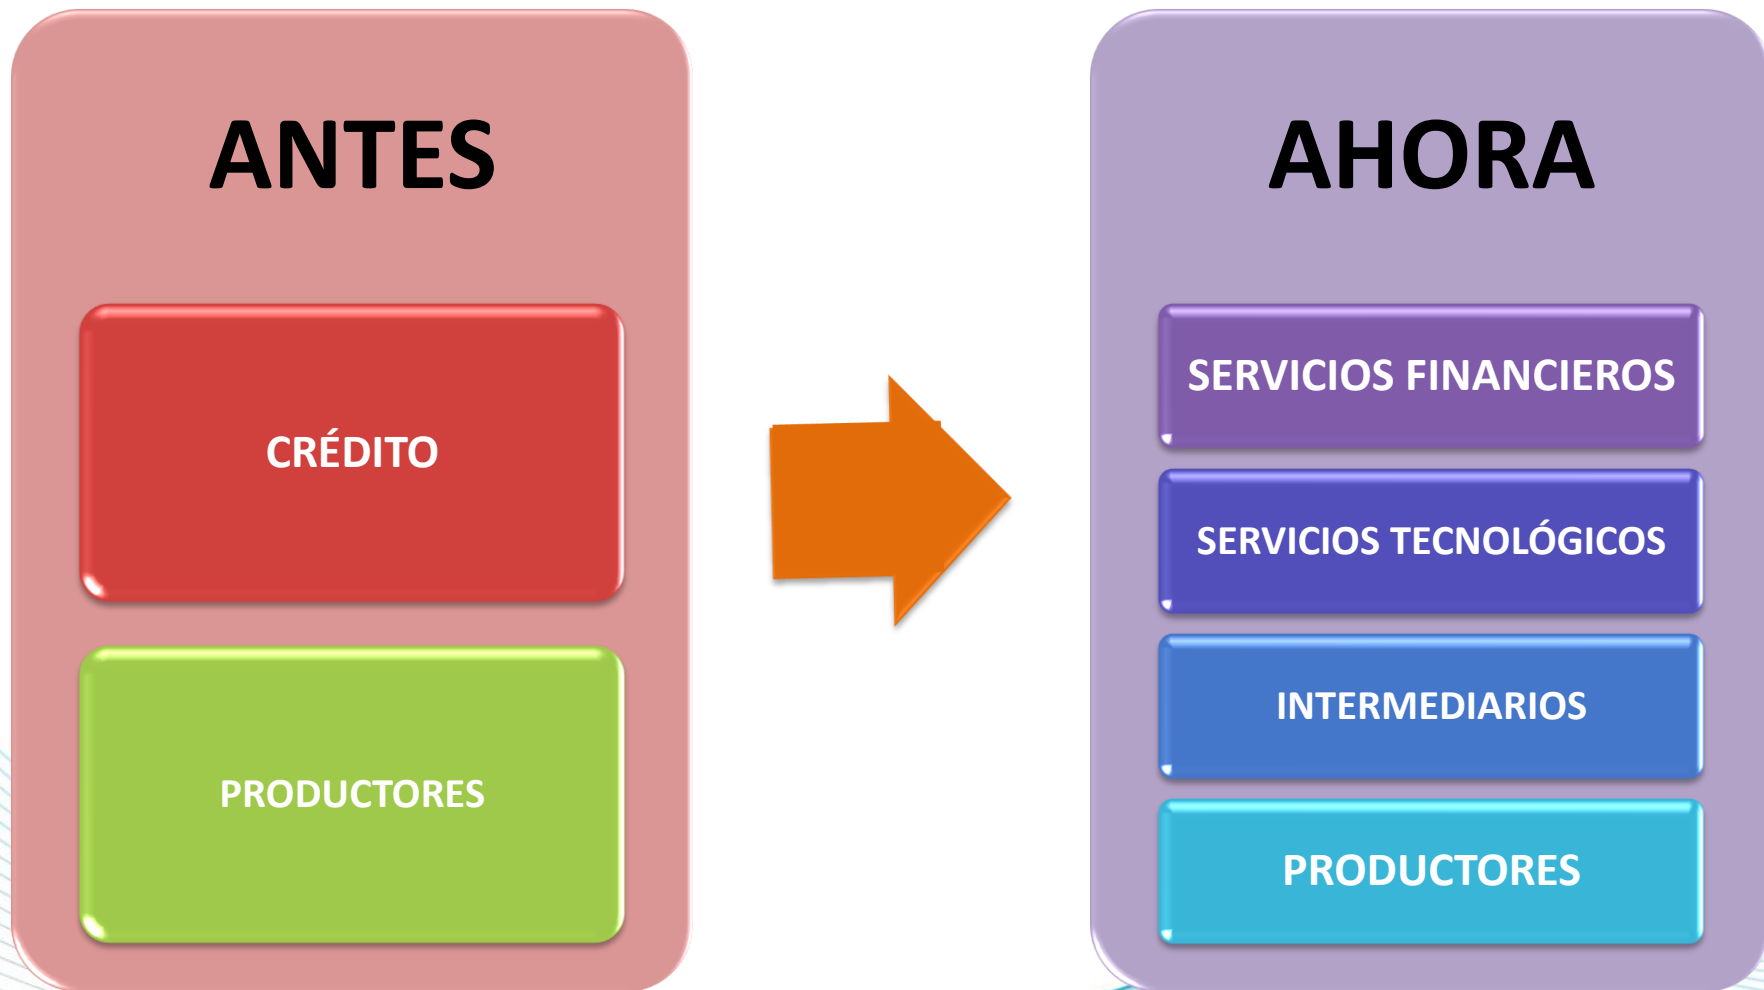 ANTES
CRÉDITO
PRODUCTORES
AHORA
SERVICIOS FINANCIEROS
SERVICIOS TECNOLÓGICOS
INTERMEDIARIOS
PRODUCTORES